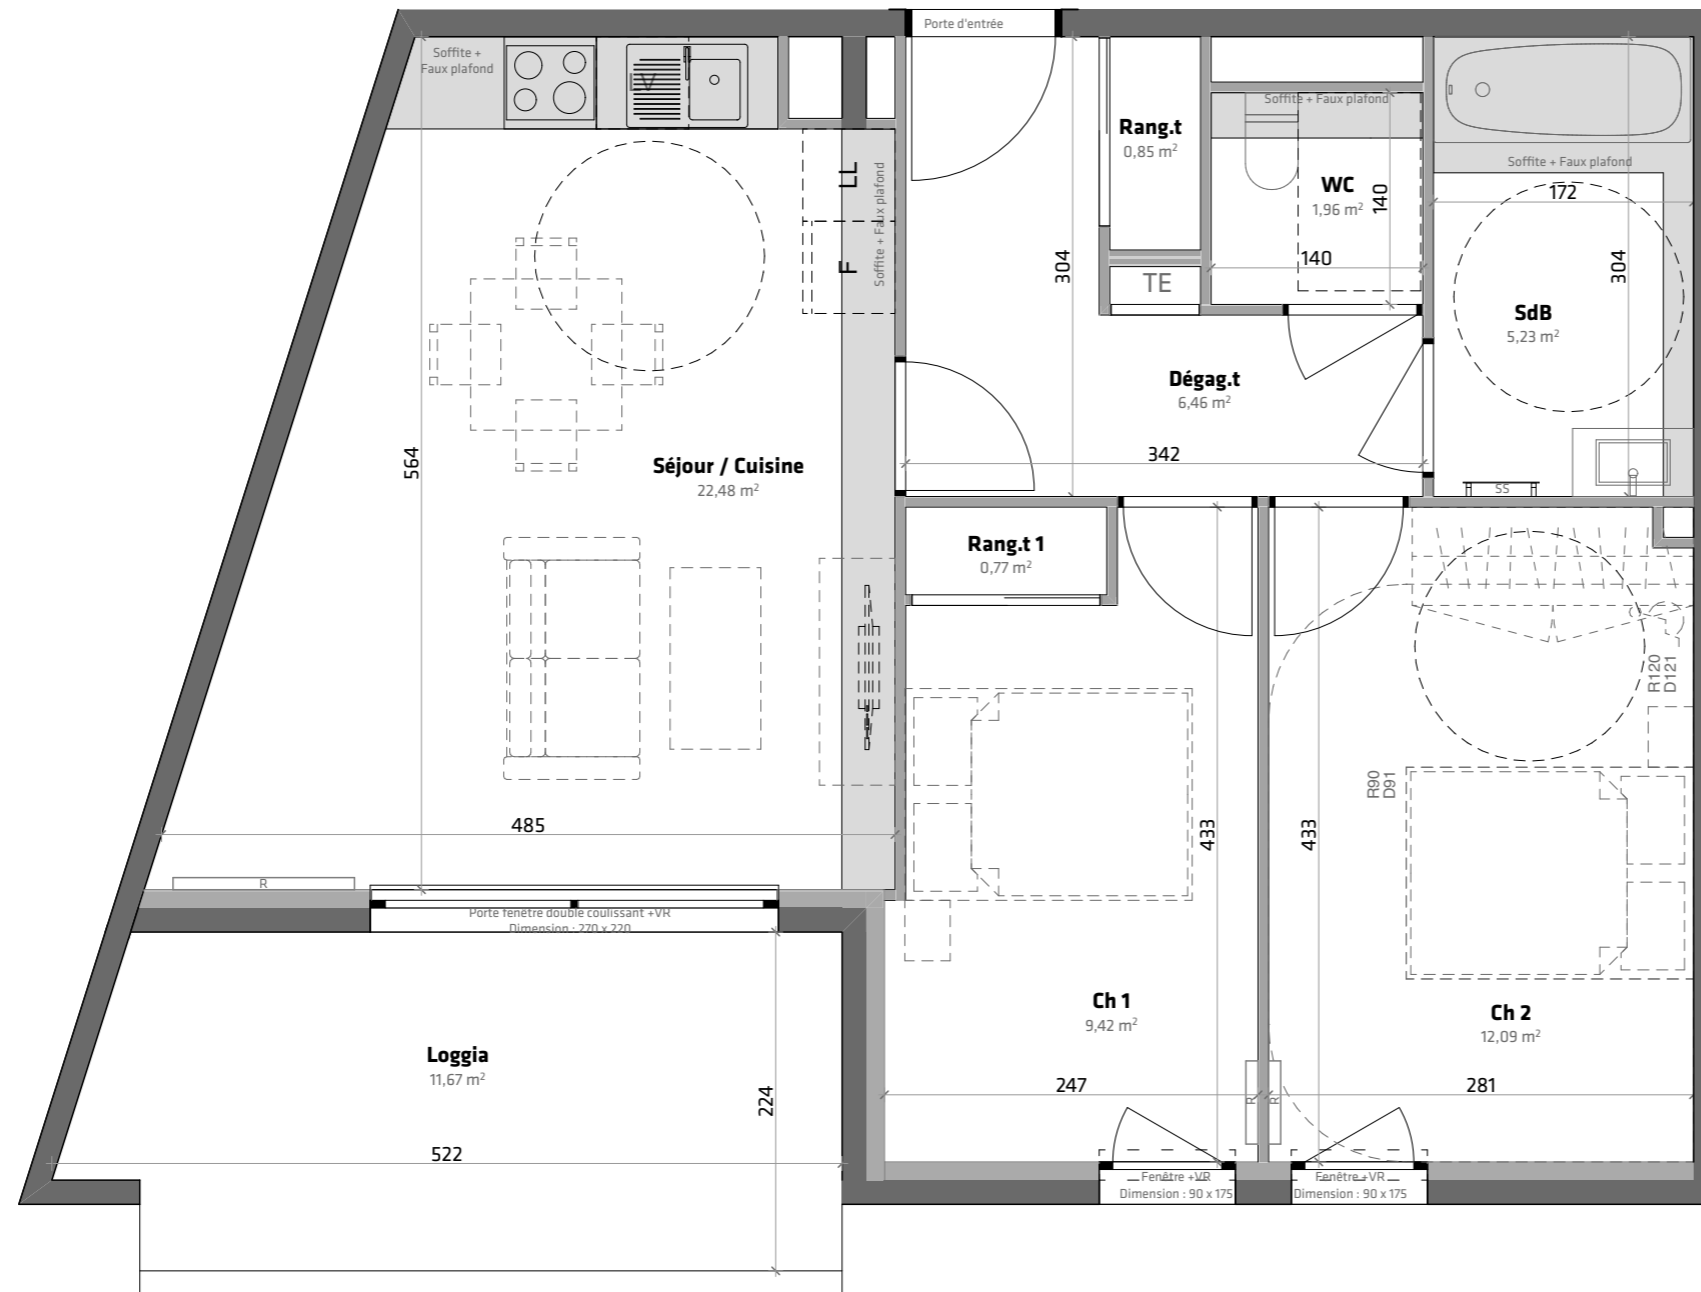 Porte d'entrée
Soffite +
Faux plafond
LV
LL
F
Soffite + Faux plafond
Rang.t
0,85 m²
Soffite + Faux plafond
WC
1,96 m²
140
140
TE
Soffite + Faux plafond
172
304
SdB
5,23 m²
SS
304
Dégag.t
6,46 m²
342
564
Séjour / Cuisine
22,48 m²
485
R
Porte fenêtre double coulissant +VR
Dimension : 270 x 220
Rang.t 1
0,77 m²
433
Ch 1
9,42 m²
247
R
R
433
R120
D121
R90
D91
Ch 2
12,09 m²
281
Loggia
11,67 m²
224
522
Fenêtre +VR
Dimension : 90 x 175
Fenêtre +VR
Dimension : 90 x 175